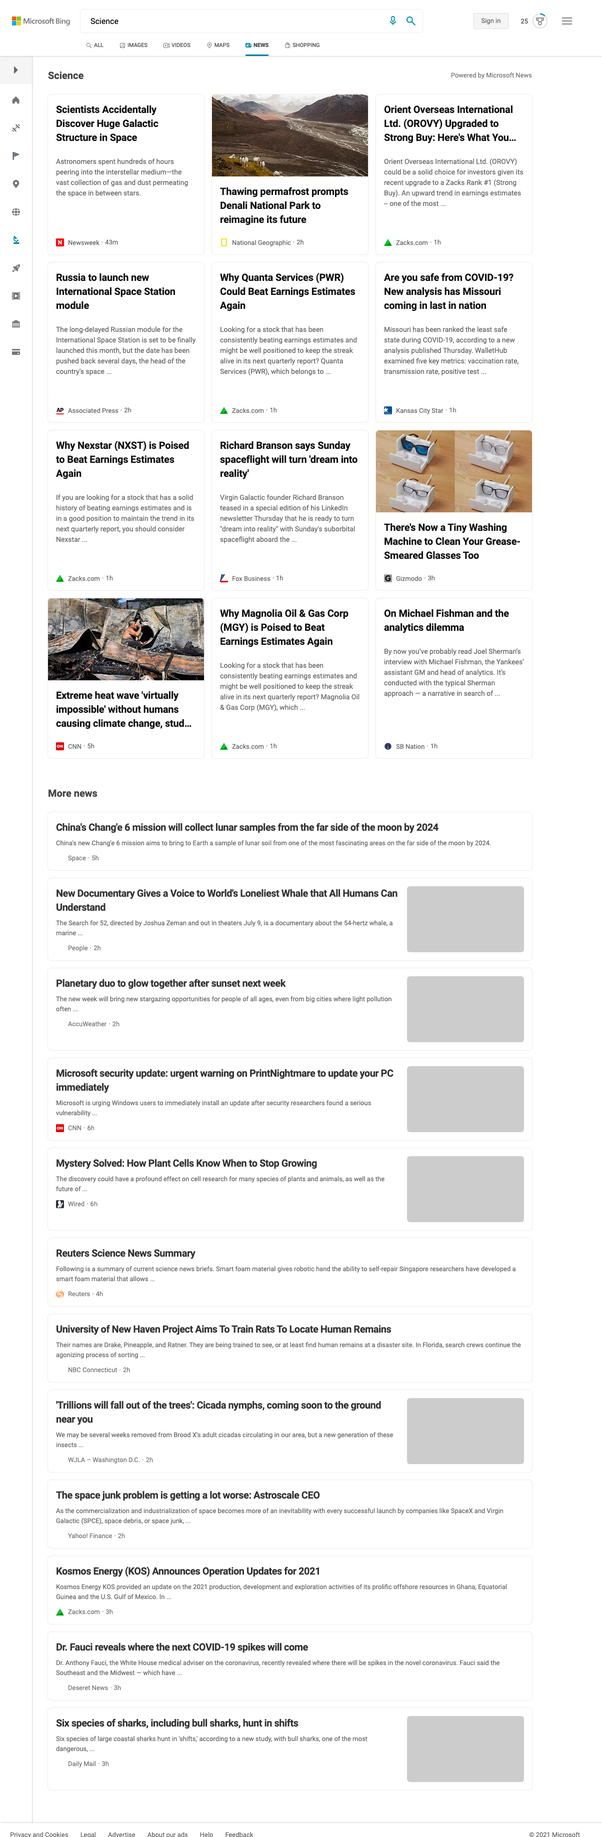 Microsoft Bing
Science
Sign in
25
ALL
IMAGES
VIDEOS
MAPS
NEWS
SHOPPING
Science
Powered by Microsoft News
Scientists Accidentally
Discover Huge Galactic
Structure in Space
Astronomers spent hundreds of hours
peering into the interstellar medium—the
vast collection of gas and dust permeating
the space in between stars.
Newsweek · 43m
Thawing permafrost prompts
Denali National Park to
reimagine its future
National Geographic · 2h
Orient Overseas International
Ltd. (OROVY) Upgraded to
Strong Buy: Here's What You...
Orient Overseas International Ltd. (OROVY)
could be a solid choice for investors given its
recent upgrade to a Zacks Rank #1 (Strong
Buy). An upward trend in earnings estimates
– one of the most ...
Zacks.com · 1h
Russia to launch new
International Space Station
module
The long-delayed Russian module for the
International Space Station is set to be finally
launched this month, but the date has been
pushed back several days, the head of the
country's space ...
AP Associated Press · 2h
Why Quanta Services (PWR)
Could Beat Earnings Estimates
Again
Looking for a stock that has been
consistently beating earnings estimates and
might be well positioned to keep the streak
alive in its next quarterly report? Quanta
Services (PWR), which belongs to ...
Zacks.com · 1h
Are you safe from COVID-19?
New analysis has Missouri
coming in last in nation
Missouri has been ranked the least safe
state during COVID-19, according to a new
analysis published Thursday. WalletHub
examined five key metrics: vaccination rate,
transmission rate, positive test ...
Kansas City Star · 1h
Why Nexstar (NXST) is Poised
to Beat Earnings Estimates
Again
If you are looking for a stock that has a solid
history of beating earnings estimates and is
in a good position to maintain the trend in its
next quarterly report, you should consider
Nexstar ...
Zacks.com · 1h
Richard Branson says Sunday
spaceflight will turn 'dream into
reality'
Virgin Galactic founder Richard Branson
teased in a special edition of his LinkedIn
newsletter Thursday that he is ready to turn
"dream into reality" with Sunday's suborbital
spaceflight aboard the ...
Fox Business · 1h
There's Now a Tiny Washing
Machine to Clean Your Grease-
Smeared Glasses Too
G Gizmodo · 3h
Extreme heat wave 'virtually
impossible' without humans
causing climate change, stud...
CNN CNN · 5h
Why Magnolia Oil & Gas Corp
(MGY) is Poised to Beat
Earnings Estimates Again
Looking for a stock that has been
consistently beating earnings estimates and
might be well positioned to keep the streak
alive in its next quarterly report? Magnolia Oil
& Gas Corp (MGY), which ...
Zacks.com · 1h
On Michael Fishman and the
analytics dilemma
By now you've probably read Joel Sherman's
interview with Michael Fishman, the Yankees'
assistant GM and head of analytics. It's
conducted with the typical Sherman
approach — a narrative in search of ...
SB Nation · 1h
More news
China's Chang'e 6 mission will collect lunar samples from the far side of the moon by 2024
China's new Chang'e 6 mission aims to bring to Earth a sample of lunar soil from one of the most fascinating areas on the far side of the moon by 2024.
Space · 5h
New Documentary Gives a Voice to World's Loneliest Whale that All Humans Can
Understand
The Search for 52, directed by Joshua Zeman and out in theaters July 9, is a documentary about the 54-hertz whale, a
marine ...
People · 2h
Planetary duo to glow together after sunset next week
The new week will bring new stargazing opportunities for people of all ages, even from big cities where light pollution
often ...
AccuWeather · 2h
Microsoft security update: urgent warning on PrintNightmare to update your PC
immediately
Microsoft is urging Windows users to immediately install an update after security researchers found a serious
vulnerability ...
CNN CNN · 6h
Mystery Solved: How Plant Cells Know When to Stop Growing
The discovery could have a profound effect on cell research for many species of plants and animals, as well as the
future of ...
Wired · 6h
Reuters Science News Summary
Following is a summary of current science news briefs. Smart foam material gives robotic hand the ability to self-repair Singapore researchers have developed a
smart foam material that allows ...
Reuters · 4h
University of New Haven Project Aims To Train Rats To Locate Human Remains
Their names are Drake, Pineapple, and Ratner. They are being trained to see, or at least find human remains at a disaster site. In Florida, search crews continue the
agonizing process of sorting ...
NBC Connecticut · 2h
'Trillions will fall out of the trees': Cicada nymphs, coming soon to the ground
near you
We may be several weeks removed from Brood X's adult cicadas circulating in our area, but a new generation of these
insects ...
WJLA – Washington D.C. · 2h
The space junk problem is getting a lot worse: Astroscale CEO
As the commercialization and industrialization of space becomes more of an inevitability with every successful launch by companies like SpaceX and Virgin
Galactic (SPCE), space debris, or space junk, ...
Yahoo! Finance · 2h
Kosmos Energy (KOS) Announces Operation Updates for 2021
Kosmos Energy KOS provided an update on the 2021 production, development and exploration activities of its prolific offshore resources in Ghana, Equatorial
Guinea and the U.S. Gulf of Mexico. In ...
Zacks.com · 3h
Dr. Fauci reveals where the next COVID-19 spikes will come
Dr. Anthony Fauci, the White House medical adviser on the coronavirus, recently revealed where there will be spikes in the novel coronavirus. Fauci said the
Southeast and the Midwest — which have ...
Deseret News · 3h
Six species of sharks, including bull sharks, hunt in shifts
Six species of large coastal sharks hunt in 'shifts,' according to a new study, with bull sharks, one of the most
dangerous, ...
Daily Mail · 3h
Privacy and Cookies
Legal
Advertise
About our ads
Help
Feedback
© 2021 Microsoft